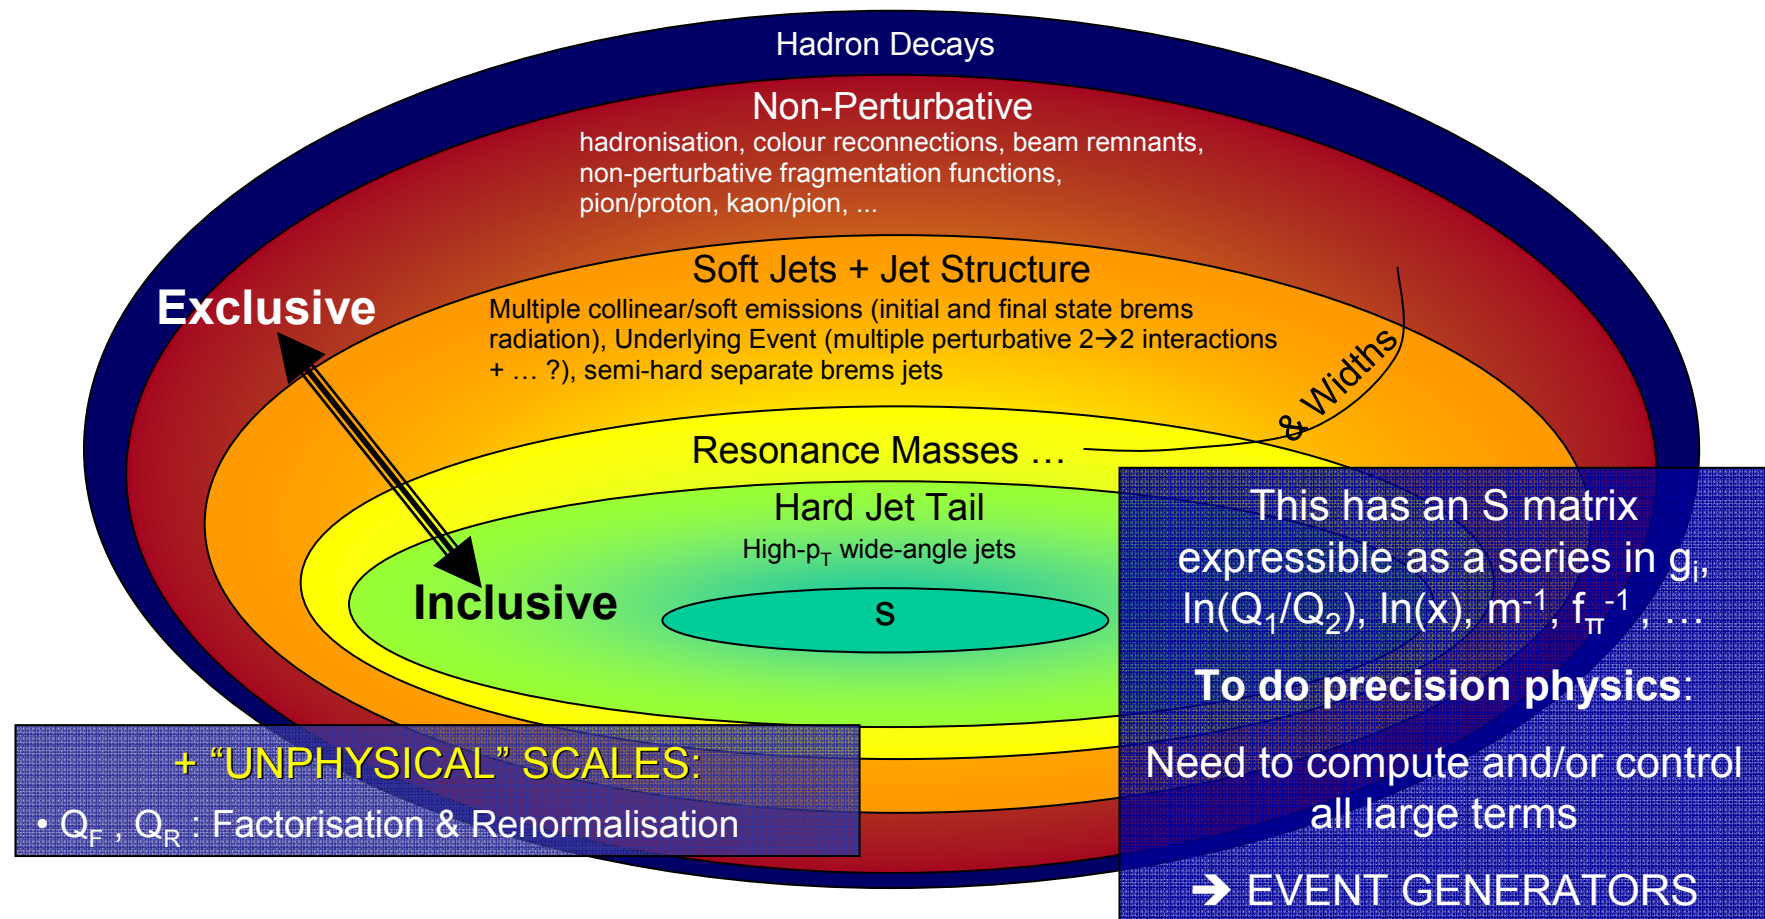 Hadron Decays
Non-Perturbative
hadronisation, colour reconnections, beam remnants,
non-perturbative fragmentation functions,
pion/proton, kaon/pion, ...
Soft Jets + Jet Structure
Exclusive
Multiple collinear/soft emissions (initial and final state brems
radiation), Underlying Event (multiple perturbative 2→2 interactions
+ … ?), semi-hard separate brems jets
& Widths
Resonance Masses …
Hard Jet Tail
High-pT wide-angle jets
Inclusive
s
This has an S matrix
expressible as a series in gi,
ln(Q1/Q2), ln(x), m-1, fπ-1, …
To do precision physics:
Need to compute and/or control
all large terms
➔ EVENT GENERATORS
+ “UNPHYSICAL” SCALES:
• QF , QR : Factorisation & Renormalisation